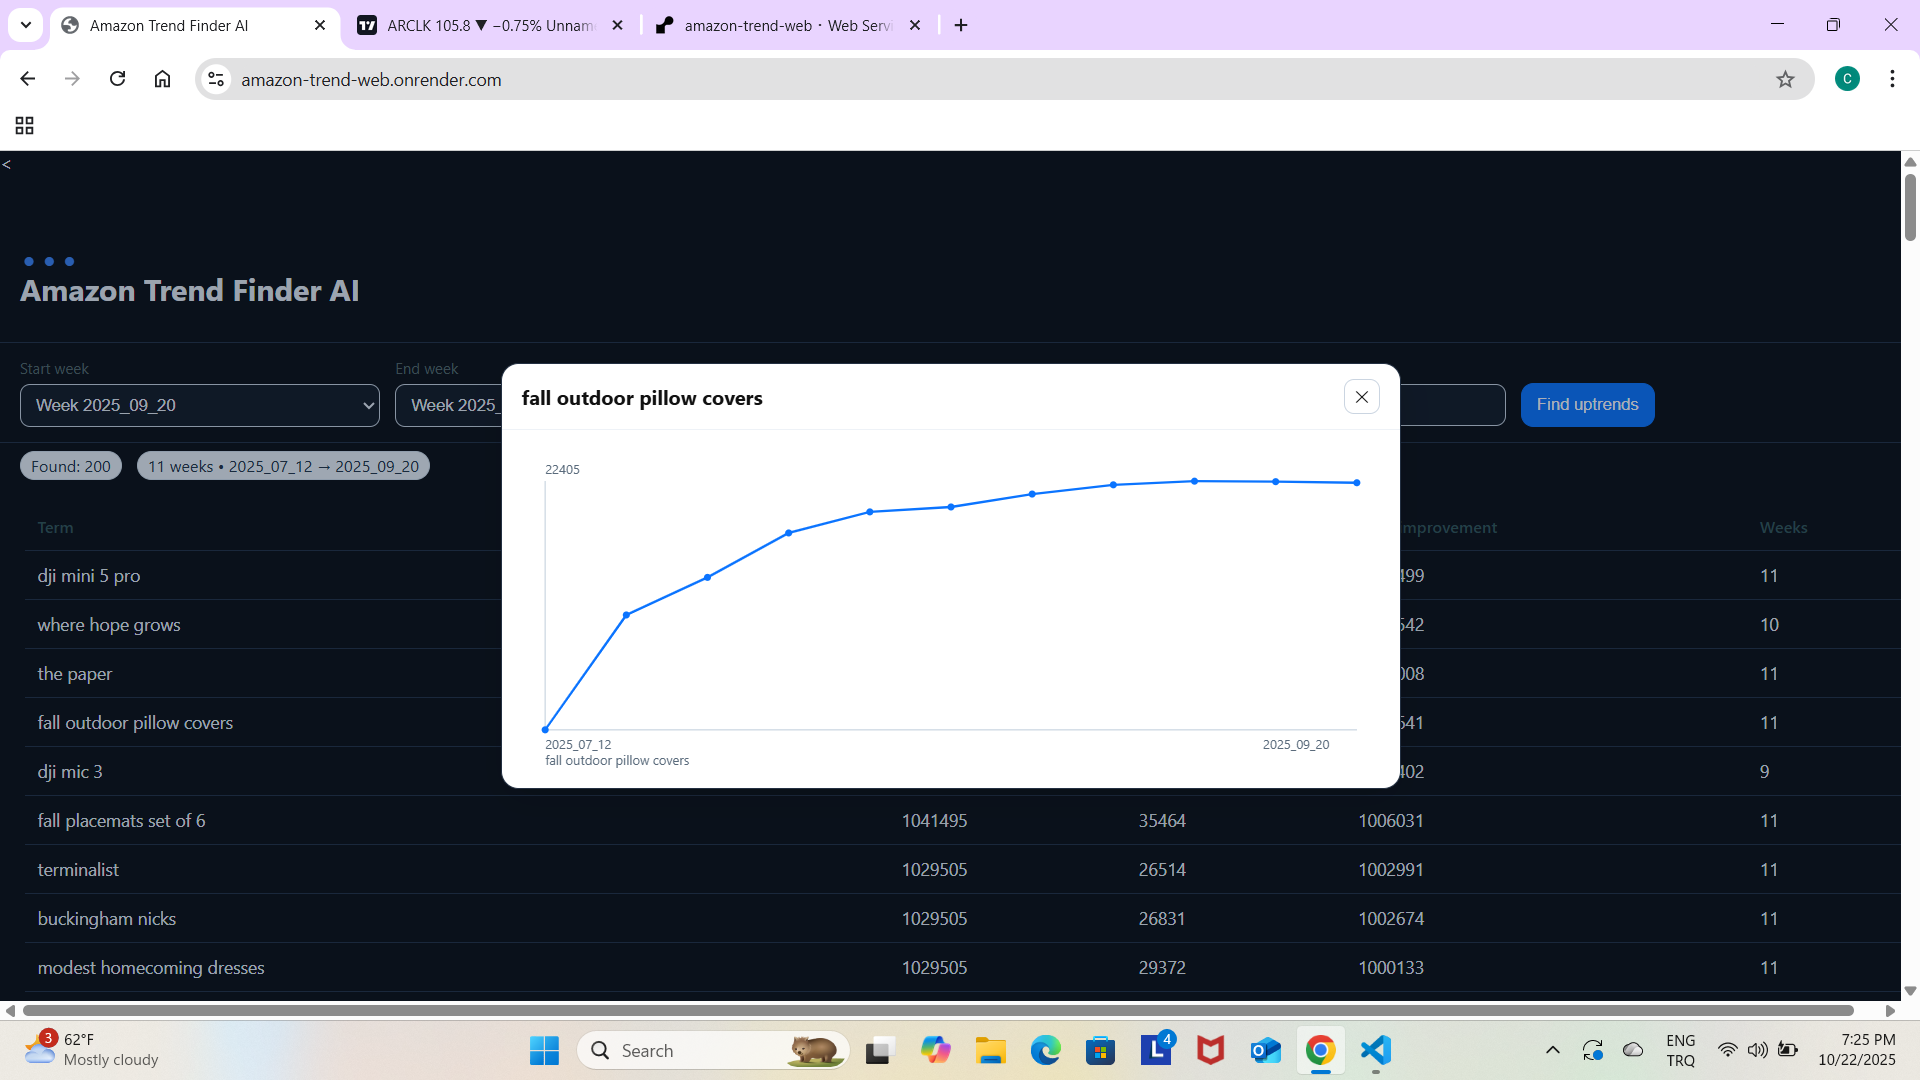 Amazon Trend Finder AI
ARCLK 105.8 ▼ −0.75% Unnam
amazon-trend-web · Web Servi
amazon-trend-web.onrender.com
C
<
Amazon Trend Finder AI
Start week
End week
Week 2025_09_20
Week 2025_
Find uptrends
Found: 200
11 weeks • 2025_07_12 → 2025_09_20
fall outdoor pillow covers
22405
2025_07_12
2025_09_20
fall outdoor pillow covers
Term
mprovement
Weeks
dji mini 5 pro
499
11
where hope grows
542
10
the paper
008
11
fall outdoor pillow covers
541
11
dji mic 3
402
9
fall placemats set of 6
1041495
35464
1006031
11
terminalist
1029505
26514
1002991
11
buckingham nicks
1029505
26831
1002674
11
modest homecoming dresses
1029505
29372
1000133
11
3
62°F
Mostly cloudy
Search
4
ENG
TRQ
7:25 PM
10/22/2025